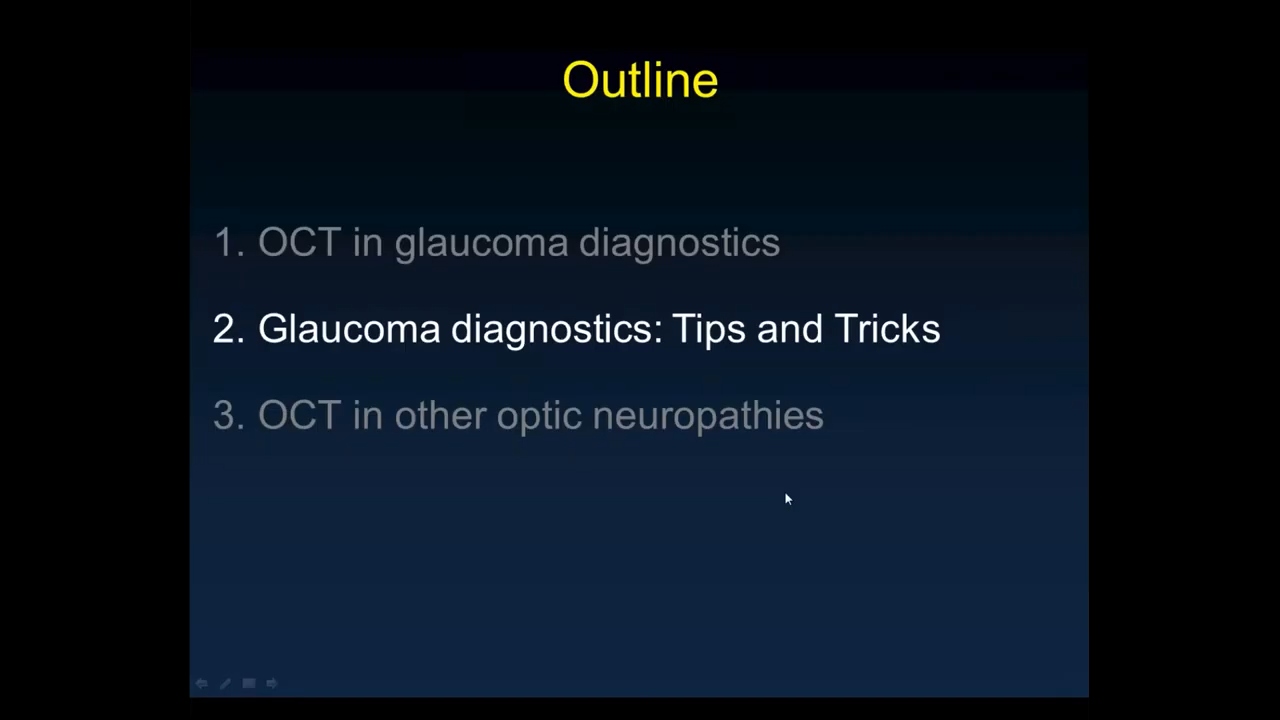 Outline
1. OCT in glaucoma diagnostics
2. Glaucoma diagnostics: Tips and Tricks
3. OCT in other optic neuropathies